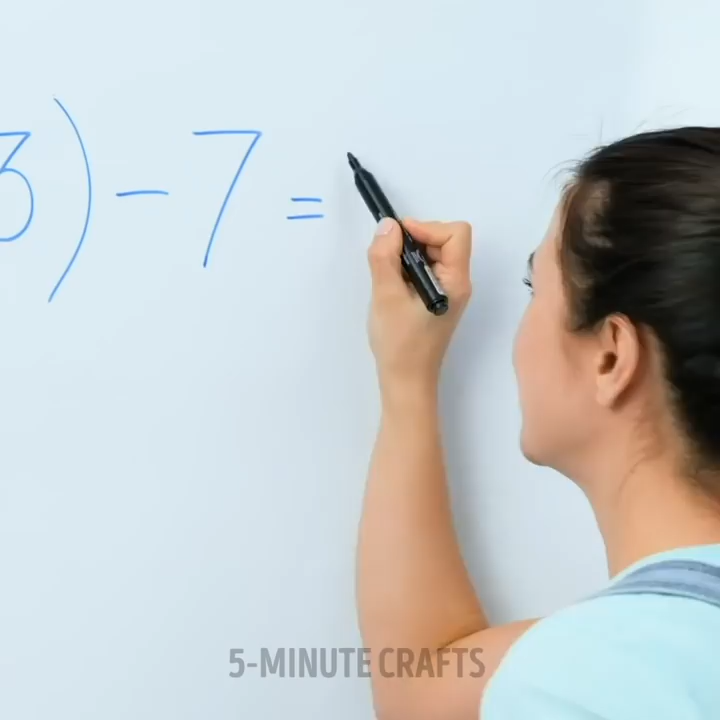 3) - 7 =
5-MINUTE CRAFTS